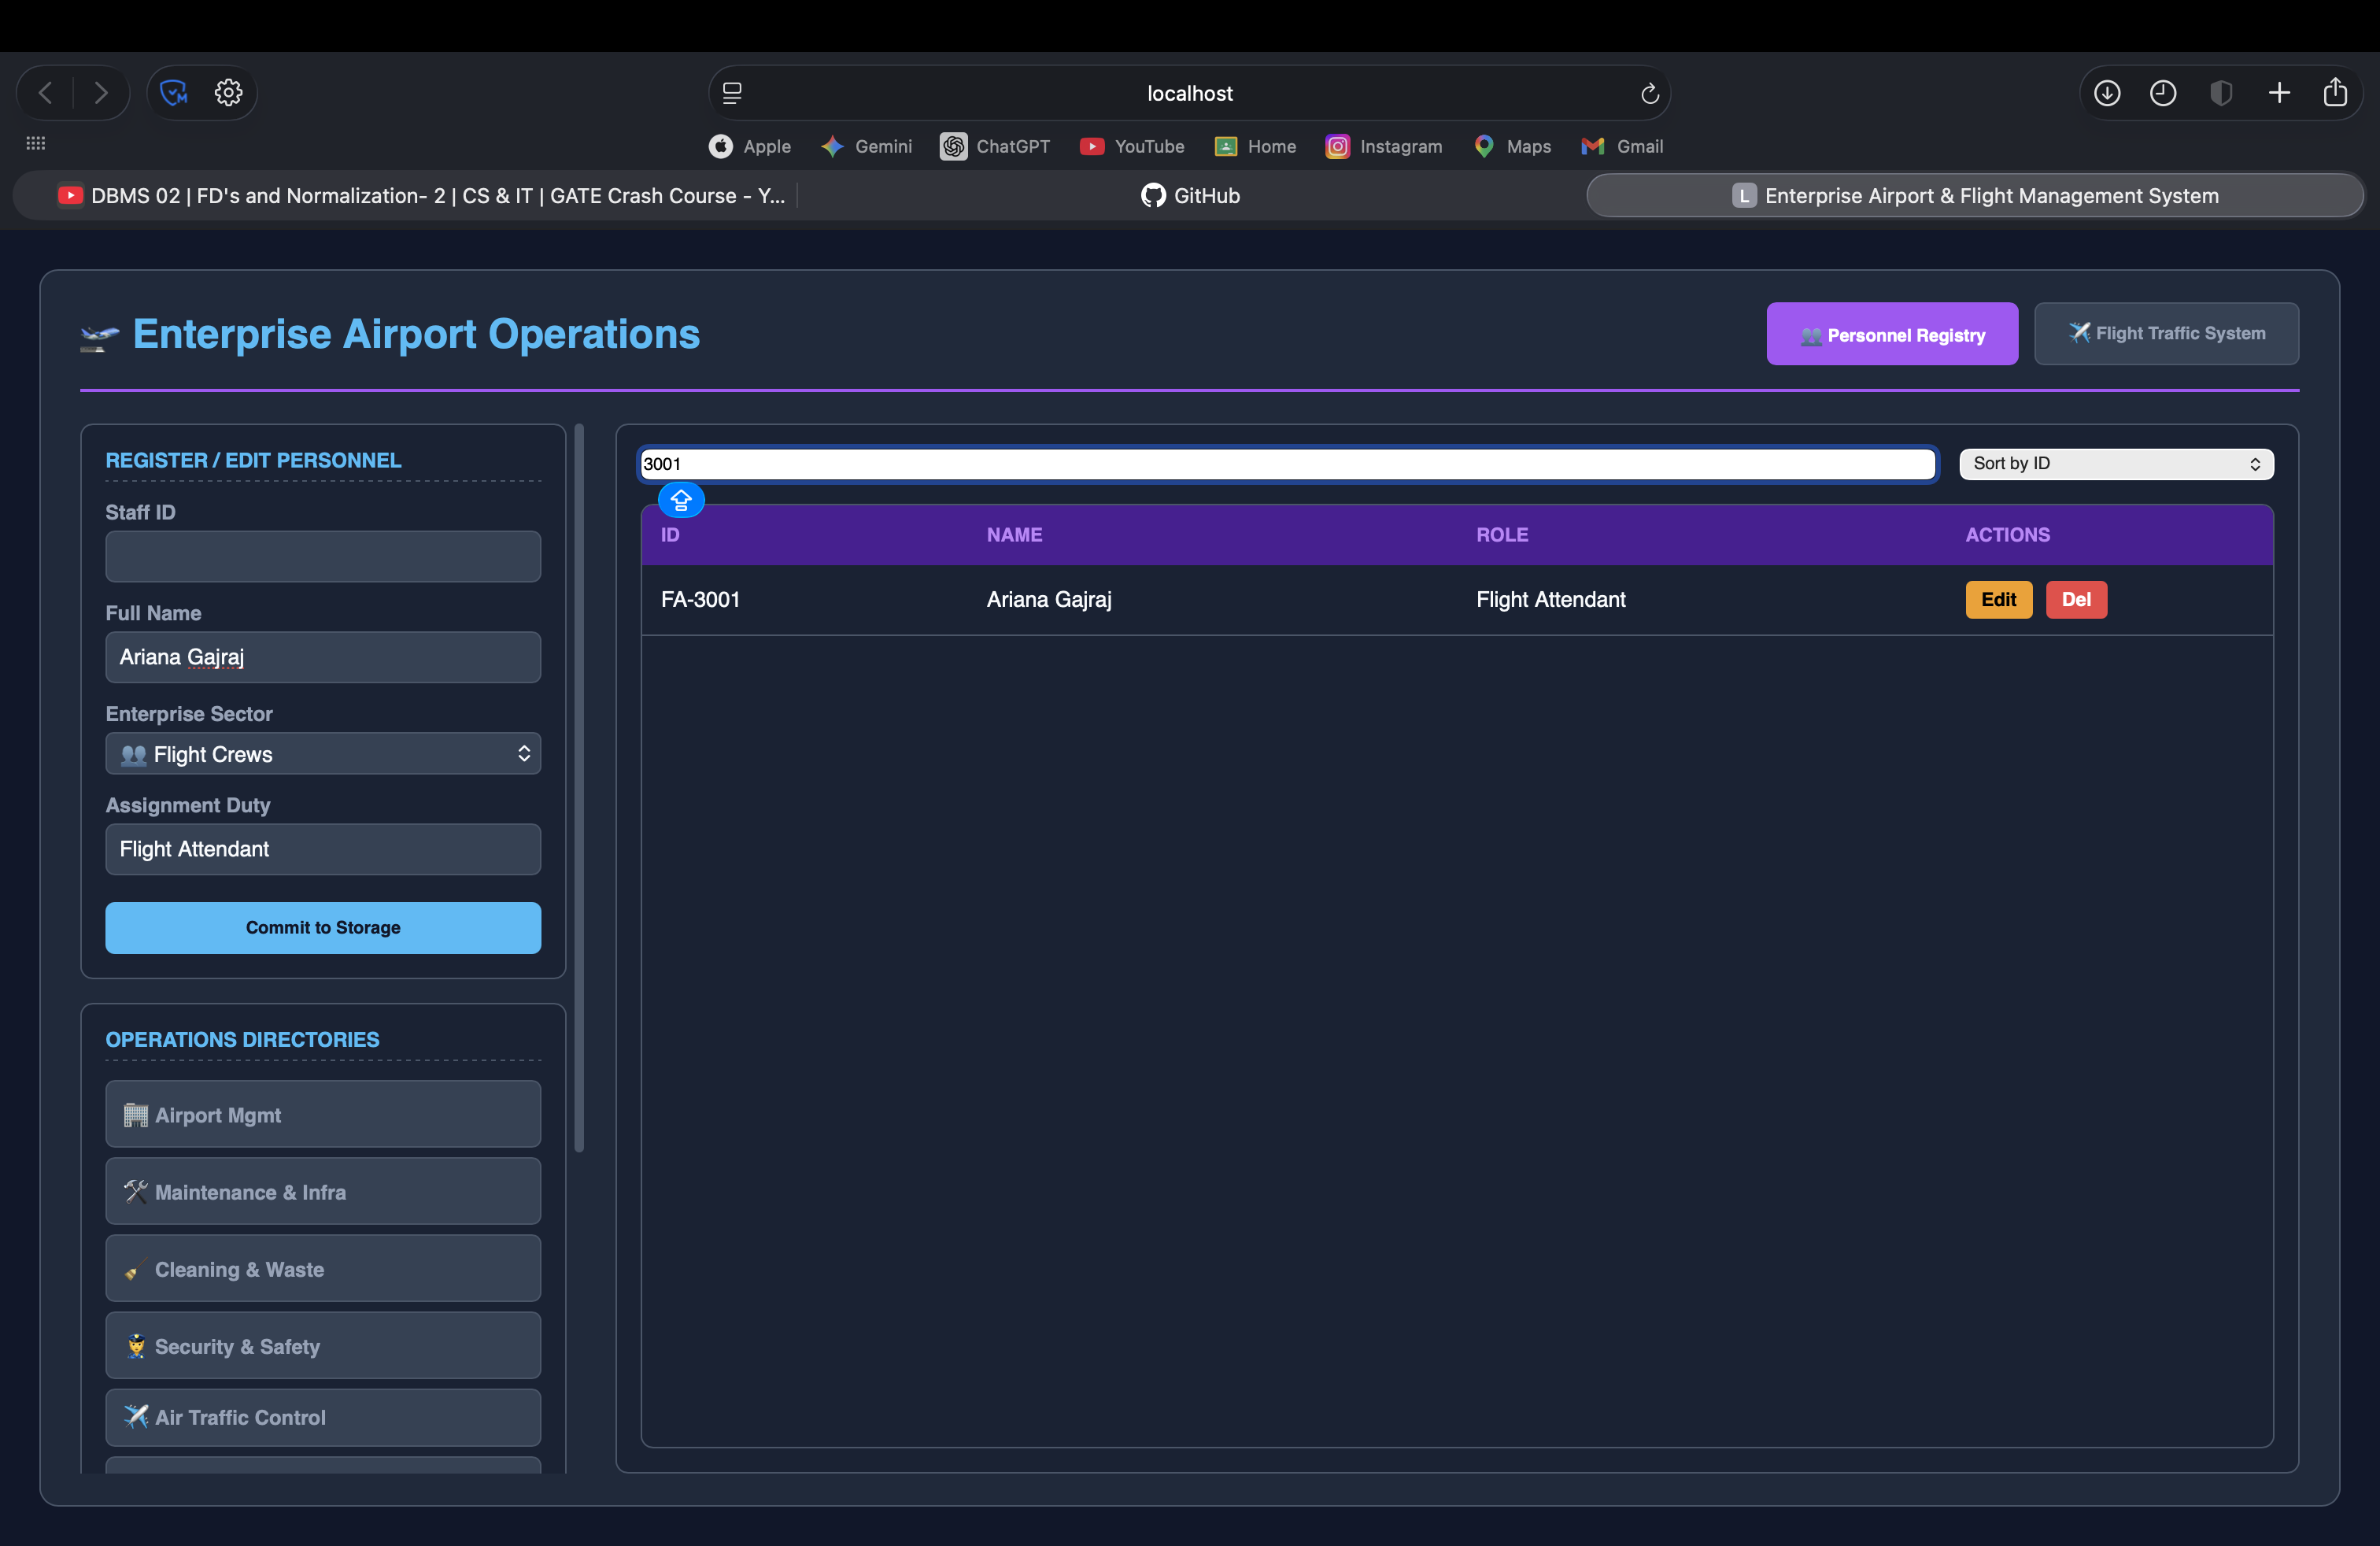 localhost
Apple
Gemini
ChatGPT
YouTube
Home
Instagram
Maps
Gmail
DBMS 02 | FD's and Normalization- 2 | CS & IT | GATE Crash Course - Y...
GitHub
L Enterprise Airport & Flight Management System
Enterprise Airport Operations
Personnel Registry
Flight Traffic System
REGISTER / EDIT PERSONNEL
Staff ID
Full Name
Ariana Gajraj
Enterprise Sector
Flight Crews
Assignment Duty
Flight Attendant
Commit to Storage
OPERATIONS DIRECTORIES
Airport Mgmt
Maintenance & Infra
Cleaning & Waste
Security & Safety
Air Traffic Control
3001
Sort by ID
ID NAME ROLE ACTIONS
FA-3001 Ariana Gajraj Flight Attendant Edit Del